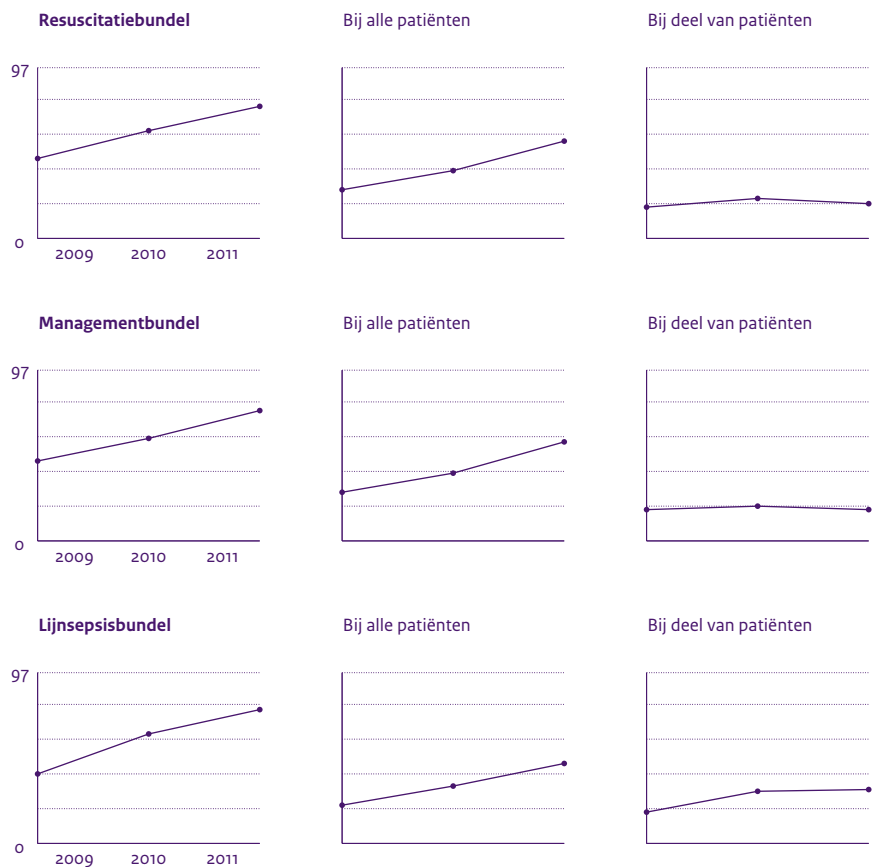 Resuscitatiebundel Bij alle patiënten Bij deel van patiënten
97
0
2009 2010 2011
Managementbundel Bij alle patiënten Bij deel van patiënten
97
0
2009 2010 2011
Lijnsepsisbundel Bij alle patiënten Bij deel van patiënten
97
0
2009 2010 2011